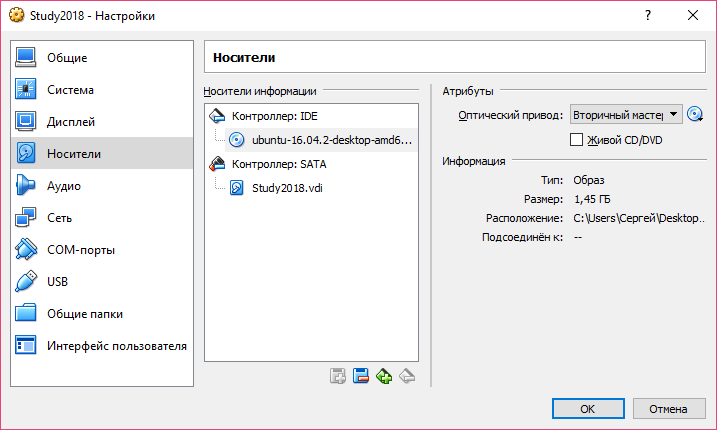 Study2018 - Настройки
?
Общие
Система
Дисплей
Носители
Аудио
Сеть
COM-порты
USB
Общие папки
Интерфейс пользователя
Носители
Носители информации
Контроллер: IDE
ubuntu-16.04.2-desktop-amd6...
Контроллер: SATA
Study2018.vdi
Атрибуты
Оптический привод: Вторичный мастер
Живой CD/DVD
Информация
Тип: Образ
Размер: 1,45 ГБ
Расположение: C:\Users\Сергей\Desktop...
Подсоединён к: --
OK
Отмена